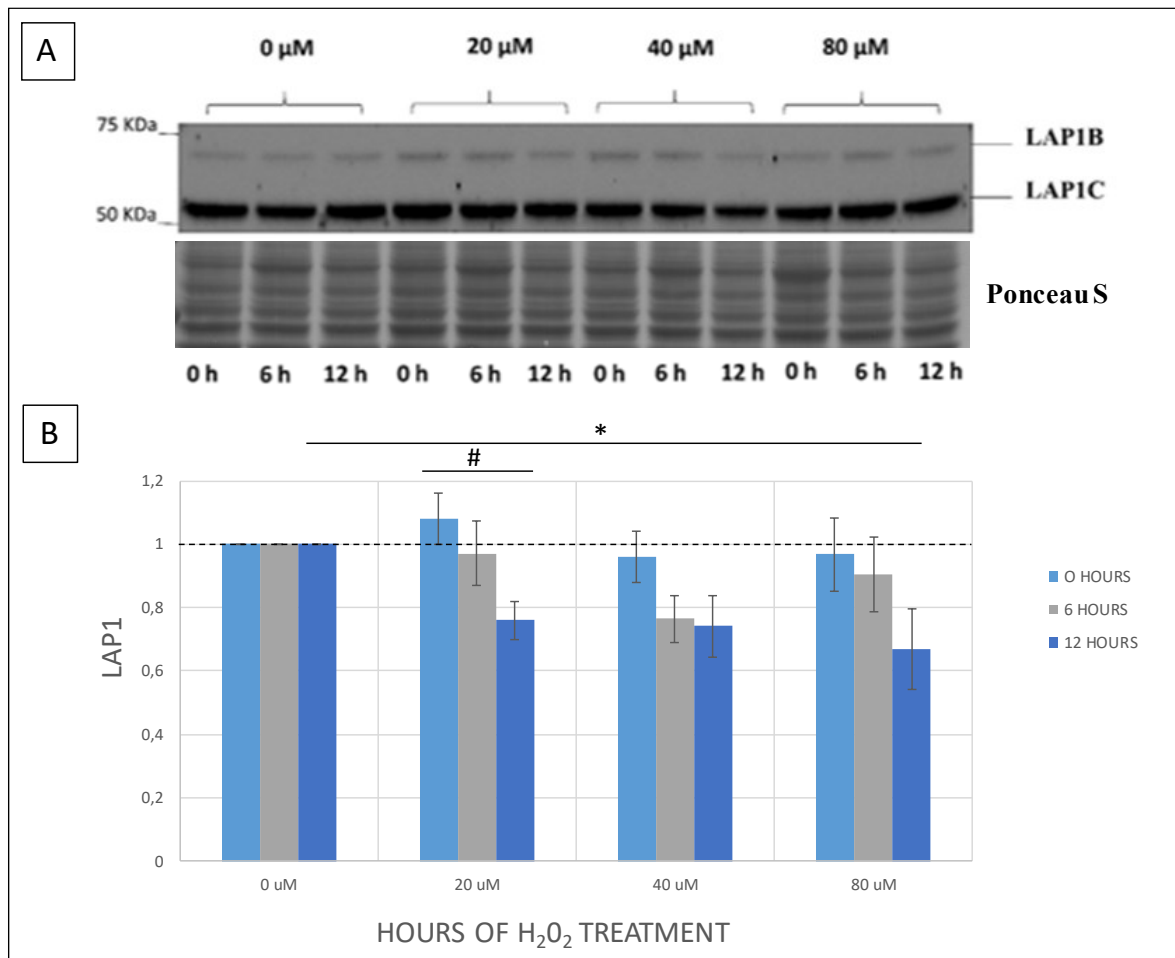 A
0 µM 20 µM 40 µM 80 µM
75 KDa
LAP1B
LAP1C
50 KDa
Ponceau S
0 h 6 h 12 h 0 h 6 h 12 h 0 h 6 h 12 h 0 h 6 h 12 h
B
*
#
1,2
1
0,8
0,6
0,4
0,2
0
LAP1
0 uM 20 uM 40 uM 80 uM
HOURS OF H₂0₂ TREATMENT
O HOURS
6 HOURS
12 HOURS